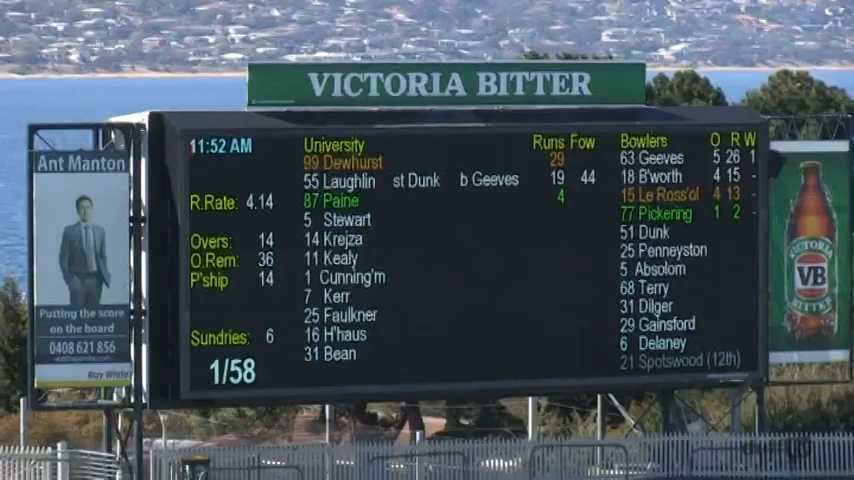 VICTORIA BITTER
Ant Manton
Putting the score
on the board
0408 621 856
Ray White
11:52 AM
R.Rate: 4.14
Overs: 14
O.Rem: 36
P'ship 14
Sundries: 6
1/58
University Runs Fow
99 Dewhurst 29
55 Laughlin st Dunk b Geeves 19 44
87 Paine 4
5 Stewart
14 Krejza
11 Kealy
1 Cunning'm
7 Kerr
25 Faulkner
16 H'haus
31 Bean
Bowlers O R W
63 Geeves 5 26 1
18 B'worth 4 15 -
15 Le Ross'ol 4 13 -
77 Pickering 1 2 -
51 Dunk
25 Penneyston
5 Absolom
68 Terry
31 Dilger
29 Gainsford
6 Delaney
21 Spotswood (12th)
VICTORIA
VB
BITTER